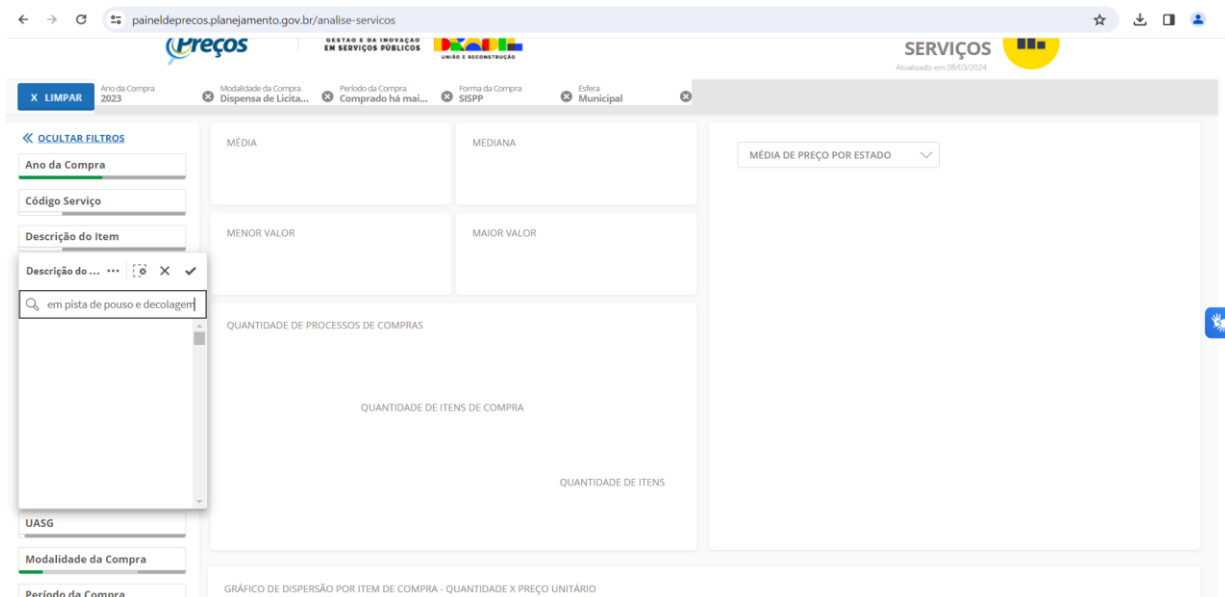 paineldeprecos.planejamento.gov.br/analise-servicos
Preços
GESTÃO E DA INOVAÇÃO
EM SERVIÇOS PÚBLICOS
BRASIL
UNIÃO E RECONSTRUÇÃO
SERVIÇOS
Atualizado em 08/03/2024
X LIMPAR
Ano da Compra
2023
Modalidade da Compra
Dispensa de Licita...
Período da Compra
Comprado há mai...
Forma da Compra
SISPP
Esfera
Municipal
OCULTAR FILTROS
Ano da Compra
Código Serviço
Descrição do Item
Descrição do ... •••
em pista de pouso e decolagem
UASG
Modalidade da Compra
Período da Compra
MÉDIA
MEDIANA
MENOR VALOR
MAIOR VALOR
QUANTIDADE DE PROCESSOS DE COMPRAS
QUANTIDADE DE ITENS DE COMPRA
QUANTIDADE DE ITENS
MÉDIA DE PREÇO POR ESTADO
GRÁFICO DE DISPERSÃO POR ITEM DE COMPRA - QUANTIDADE X PREÇO UNITÁRIO